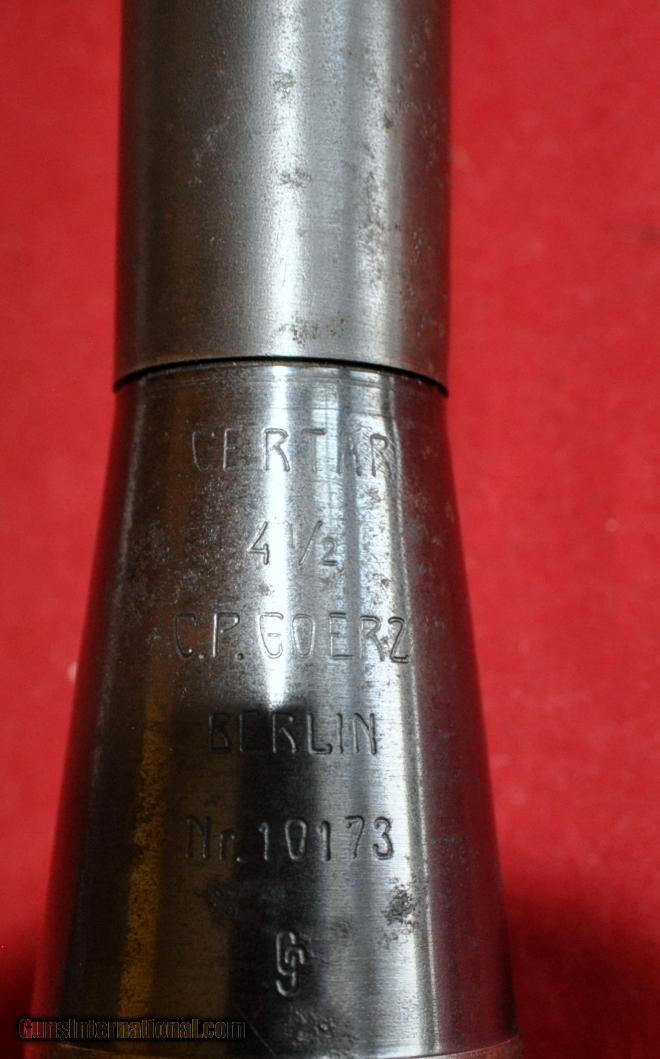 CERTAR
4 1/2
C.P. GOERZ
BERLIN
Nr. 10173
GunsInternational.com